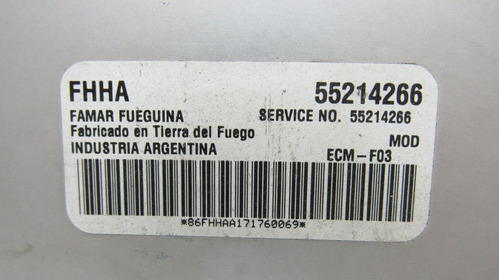 FHHA 55214266
FAMAR FUEGUINA SERVICE NO. 55214266
Fabricado en Tierra del Fuego MOD
INDUSTRIA ARGENTINA ECM-F03
*86FHHAA171760069*